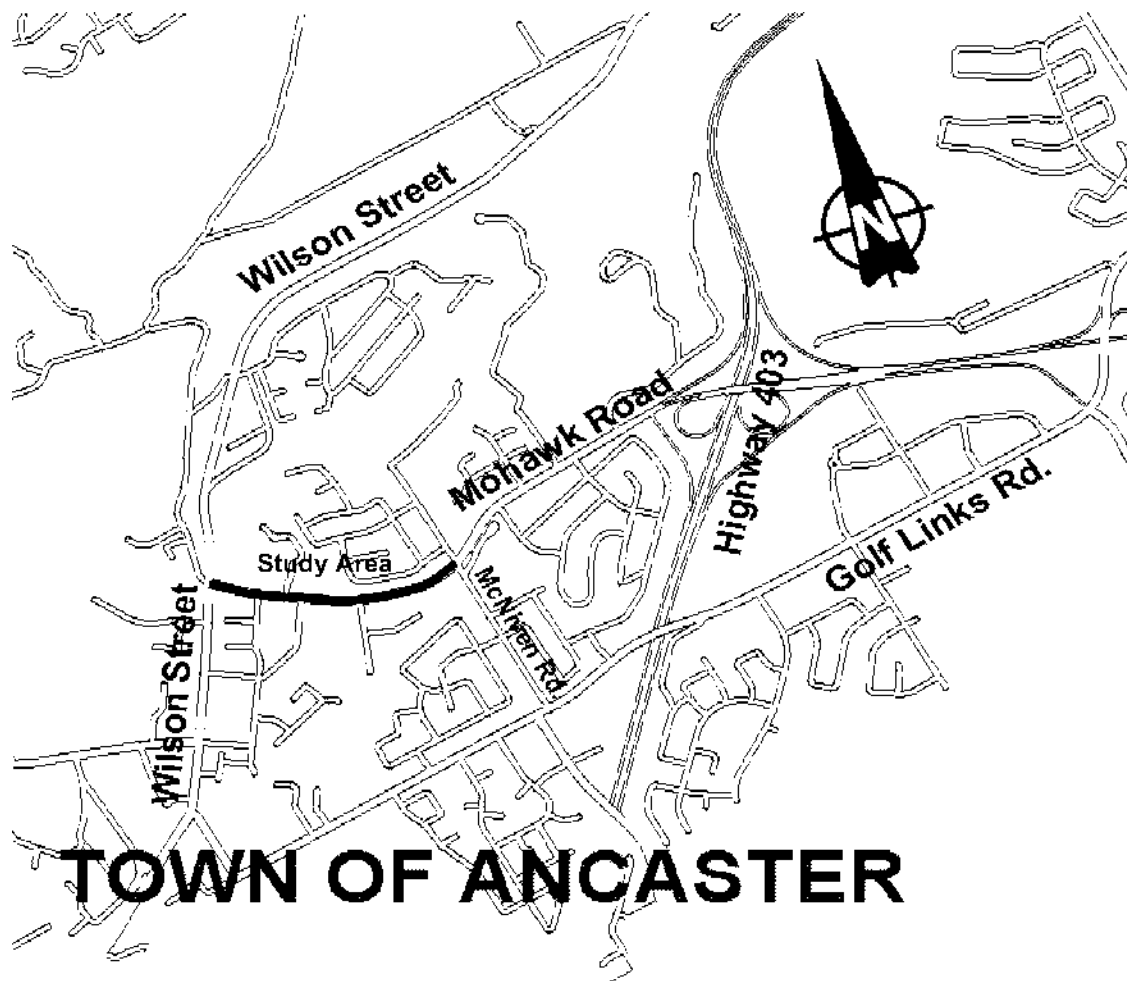 Wilson Street
N
Mohawk Road
Highway 403
Golf Links Rd.
Study Area
McNiven Rd
Wilson Street
TOWN OF ANCASTER